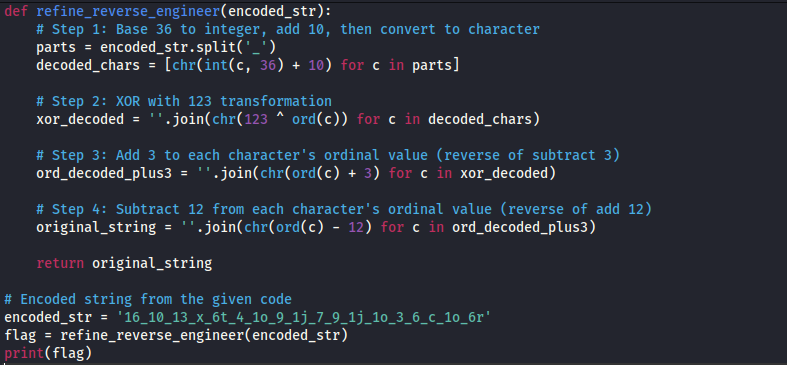 def refine_reverse_engineer(encoded_str):
    # Step 1: Base 36 to integer, add 10, then convert to character
    parts = encoded_str.split('_')
    decoded_chars = [chr(int(c, 36) + 10) for c in parts]

    # Step 2: XOR with 123 transformation
    xor_decoded = ''.join(chr(123 ^ ord(c)) for c in decoded_chars)

    # Step 3: Add 3 to each character's ordinal value (reverse of subtract 3)
    ord_decoded_plus3 = ''.join(chr(ord(c) + 3) for c in xor_decoded)

    # Step 4: Subtract 12 from each character's ordinal value (reverse of add 12)
    original_string = ''.join(chr(ord(c) - 12) for c in ord_decoded_plus3)

    return original_string

# Encoded string from the given code
encoded_str = '16_10_13_x_6t_4_1o_9_1j_7_9_1j_1o_3_6_c_1o_6r'
flag = refine_reverse_engineer(encoded_str)
print(flag)